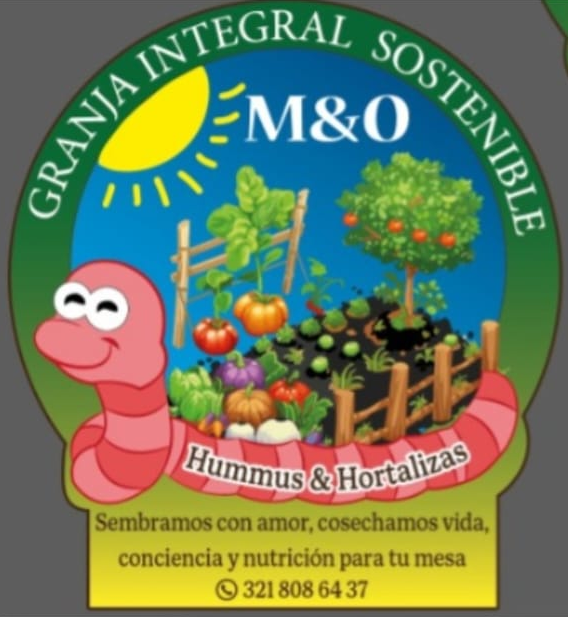 GRANJA INTEGRAL SOSTENIBLE
M&O
Hummus & Hortalizas
Sembramos con amor, cosechamos vida,
conciencia y nutrición para tu mesa
321 808 64 37